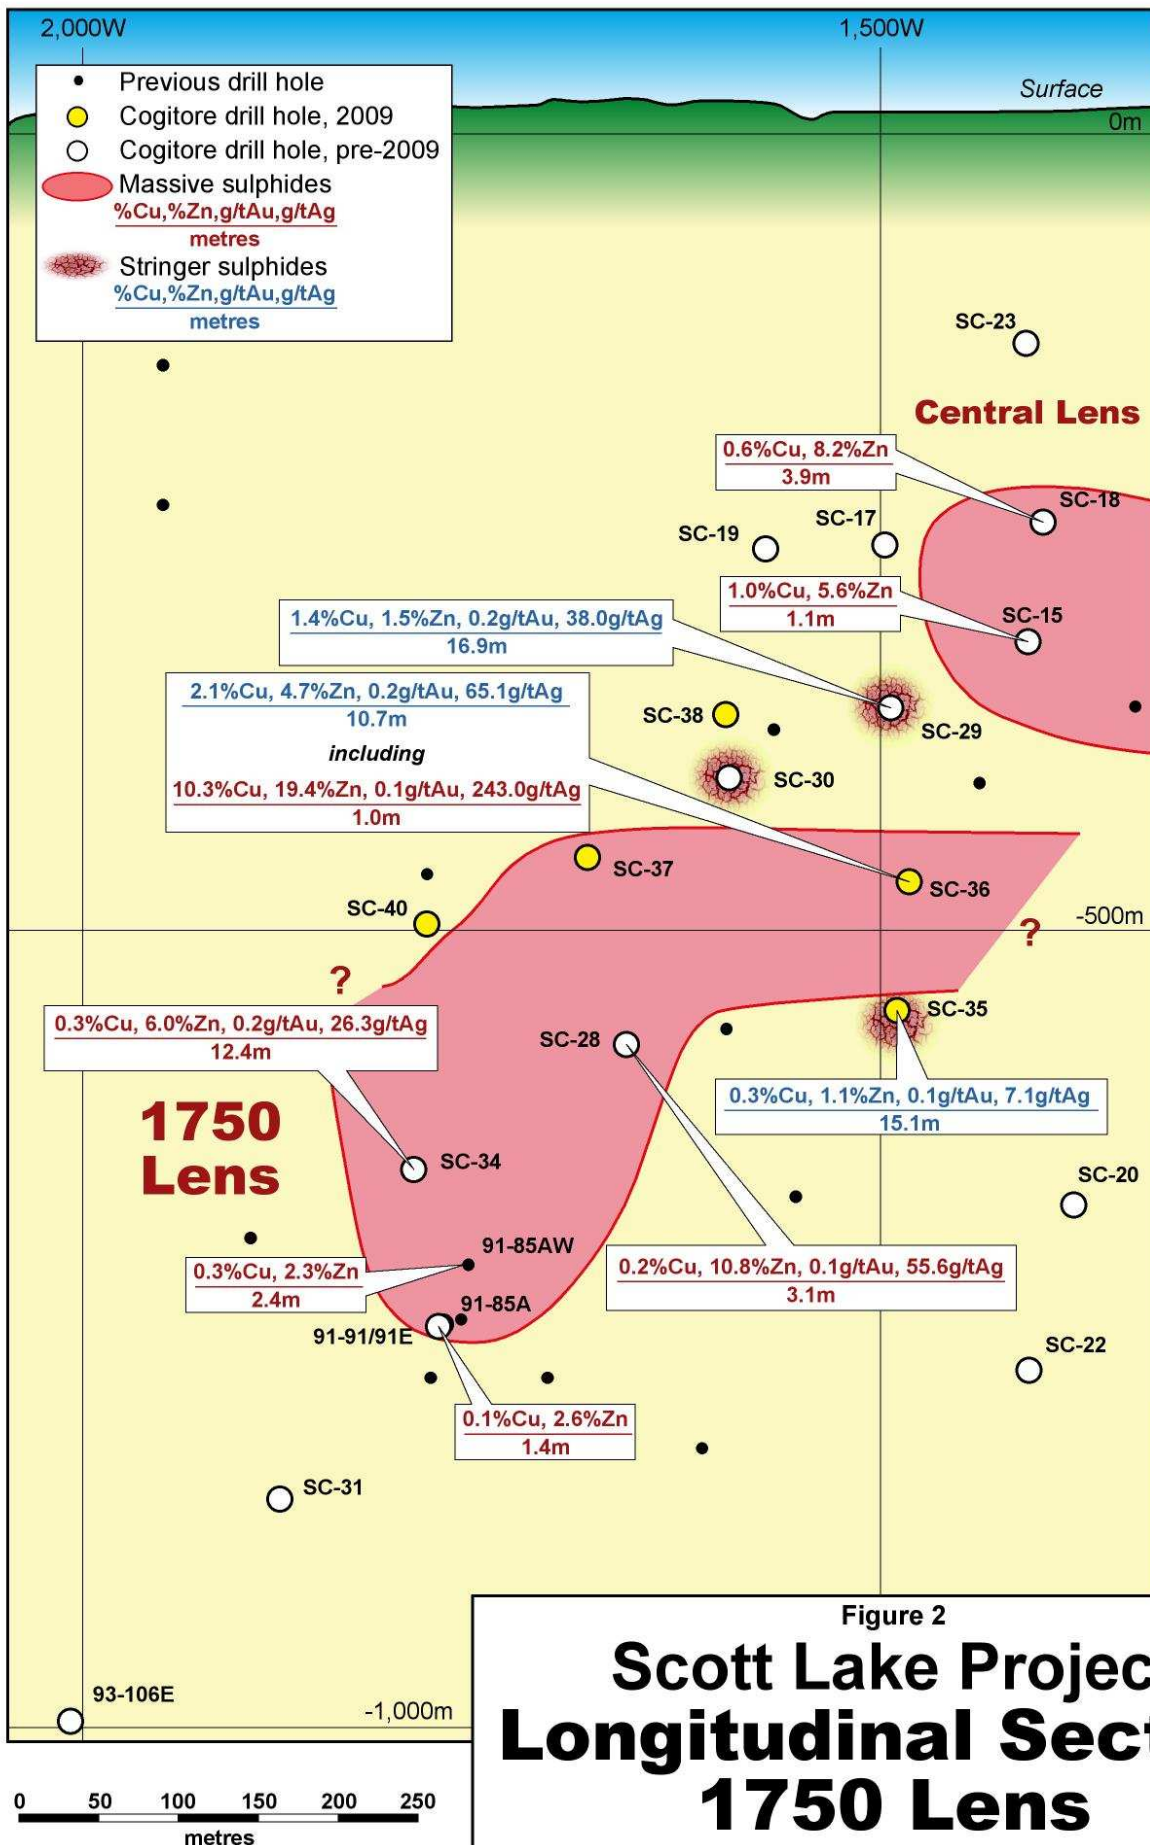 2,000W
1,500W
Previous drill hole
Cogitore drill hole, 2009
Cogitore drill hole, pre-2009
Massive sulphides
%Cu,%Zn,g/tAu,g/tAg
metres
Stringer sulphides
%Cu,%Zn,g/tAu,g/tAg
metres
Surface
0m
SC-23
Central Lens
0.6%Cu, 8.2%Zn
3.9m
SC-18
SC-17
SC-19
1.0%Cu, 5.6%Zn
1.1m
SC-15
1.4%Cu, 1.5%Zn, 0.2g/tAu, 38.0g/tAg
16.9m
2.1%Cu, 4.7%Zn, 0.2g/tAu, 65.1g/tAg
10.7m
including
10.3%Cu, 19.4%Zn, 0.1g/tAu, 243.0g/tAg
1.0m
SC-38
SC-29
SC-30
SC-37
SC-36
SC-40
-500m
?
?
0.3%Cu, 6.0%Zn, 0.2g/tAu, 26.3g/tAg
12.4m
SC-28
SC-35
0.3%Cu, 1.1%Zn, 0.1g/tAu, 7.1g/tAg
15.1m
1750
Lens
SC-34
SC-20
91-85AW
0.3%Cu, 2.3%Zn
2.4m
0.2%Cu, 10.8%Zn, 0.1g/tAu, 55.6g/tAg
3.1m
91-85A
91-91/91E
SC-22
0.1%Cu, 2.6%Zn
1.4m
SC-31
93-106E
-1,000m
Figure 2
Scott Lake Projec
Longitudinal Sect
1750 Lens
0 50 100 150 200 250
metres